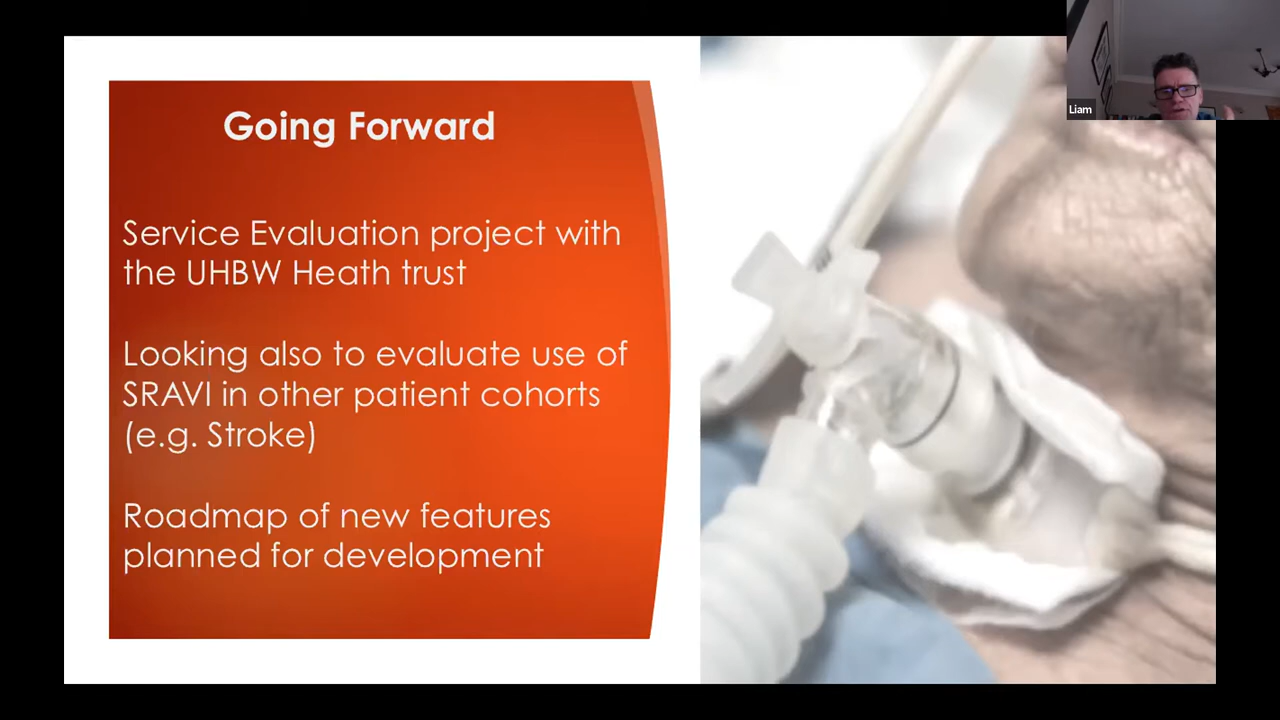 Going Forward
Service Evaluation project with
the UHBW Heath trust
Looking also to evaluate use of
SRAVI in other patient cohorts
(e.g. Stroke)
Roadmap of new features
planned for development
Liam